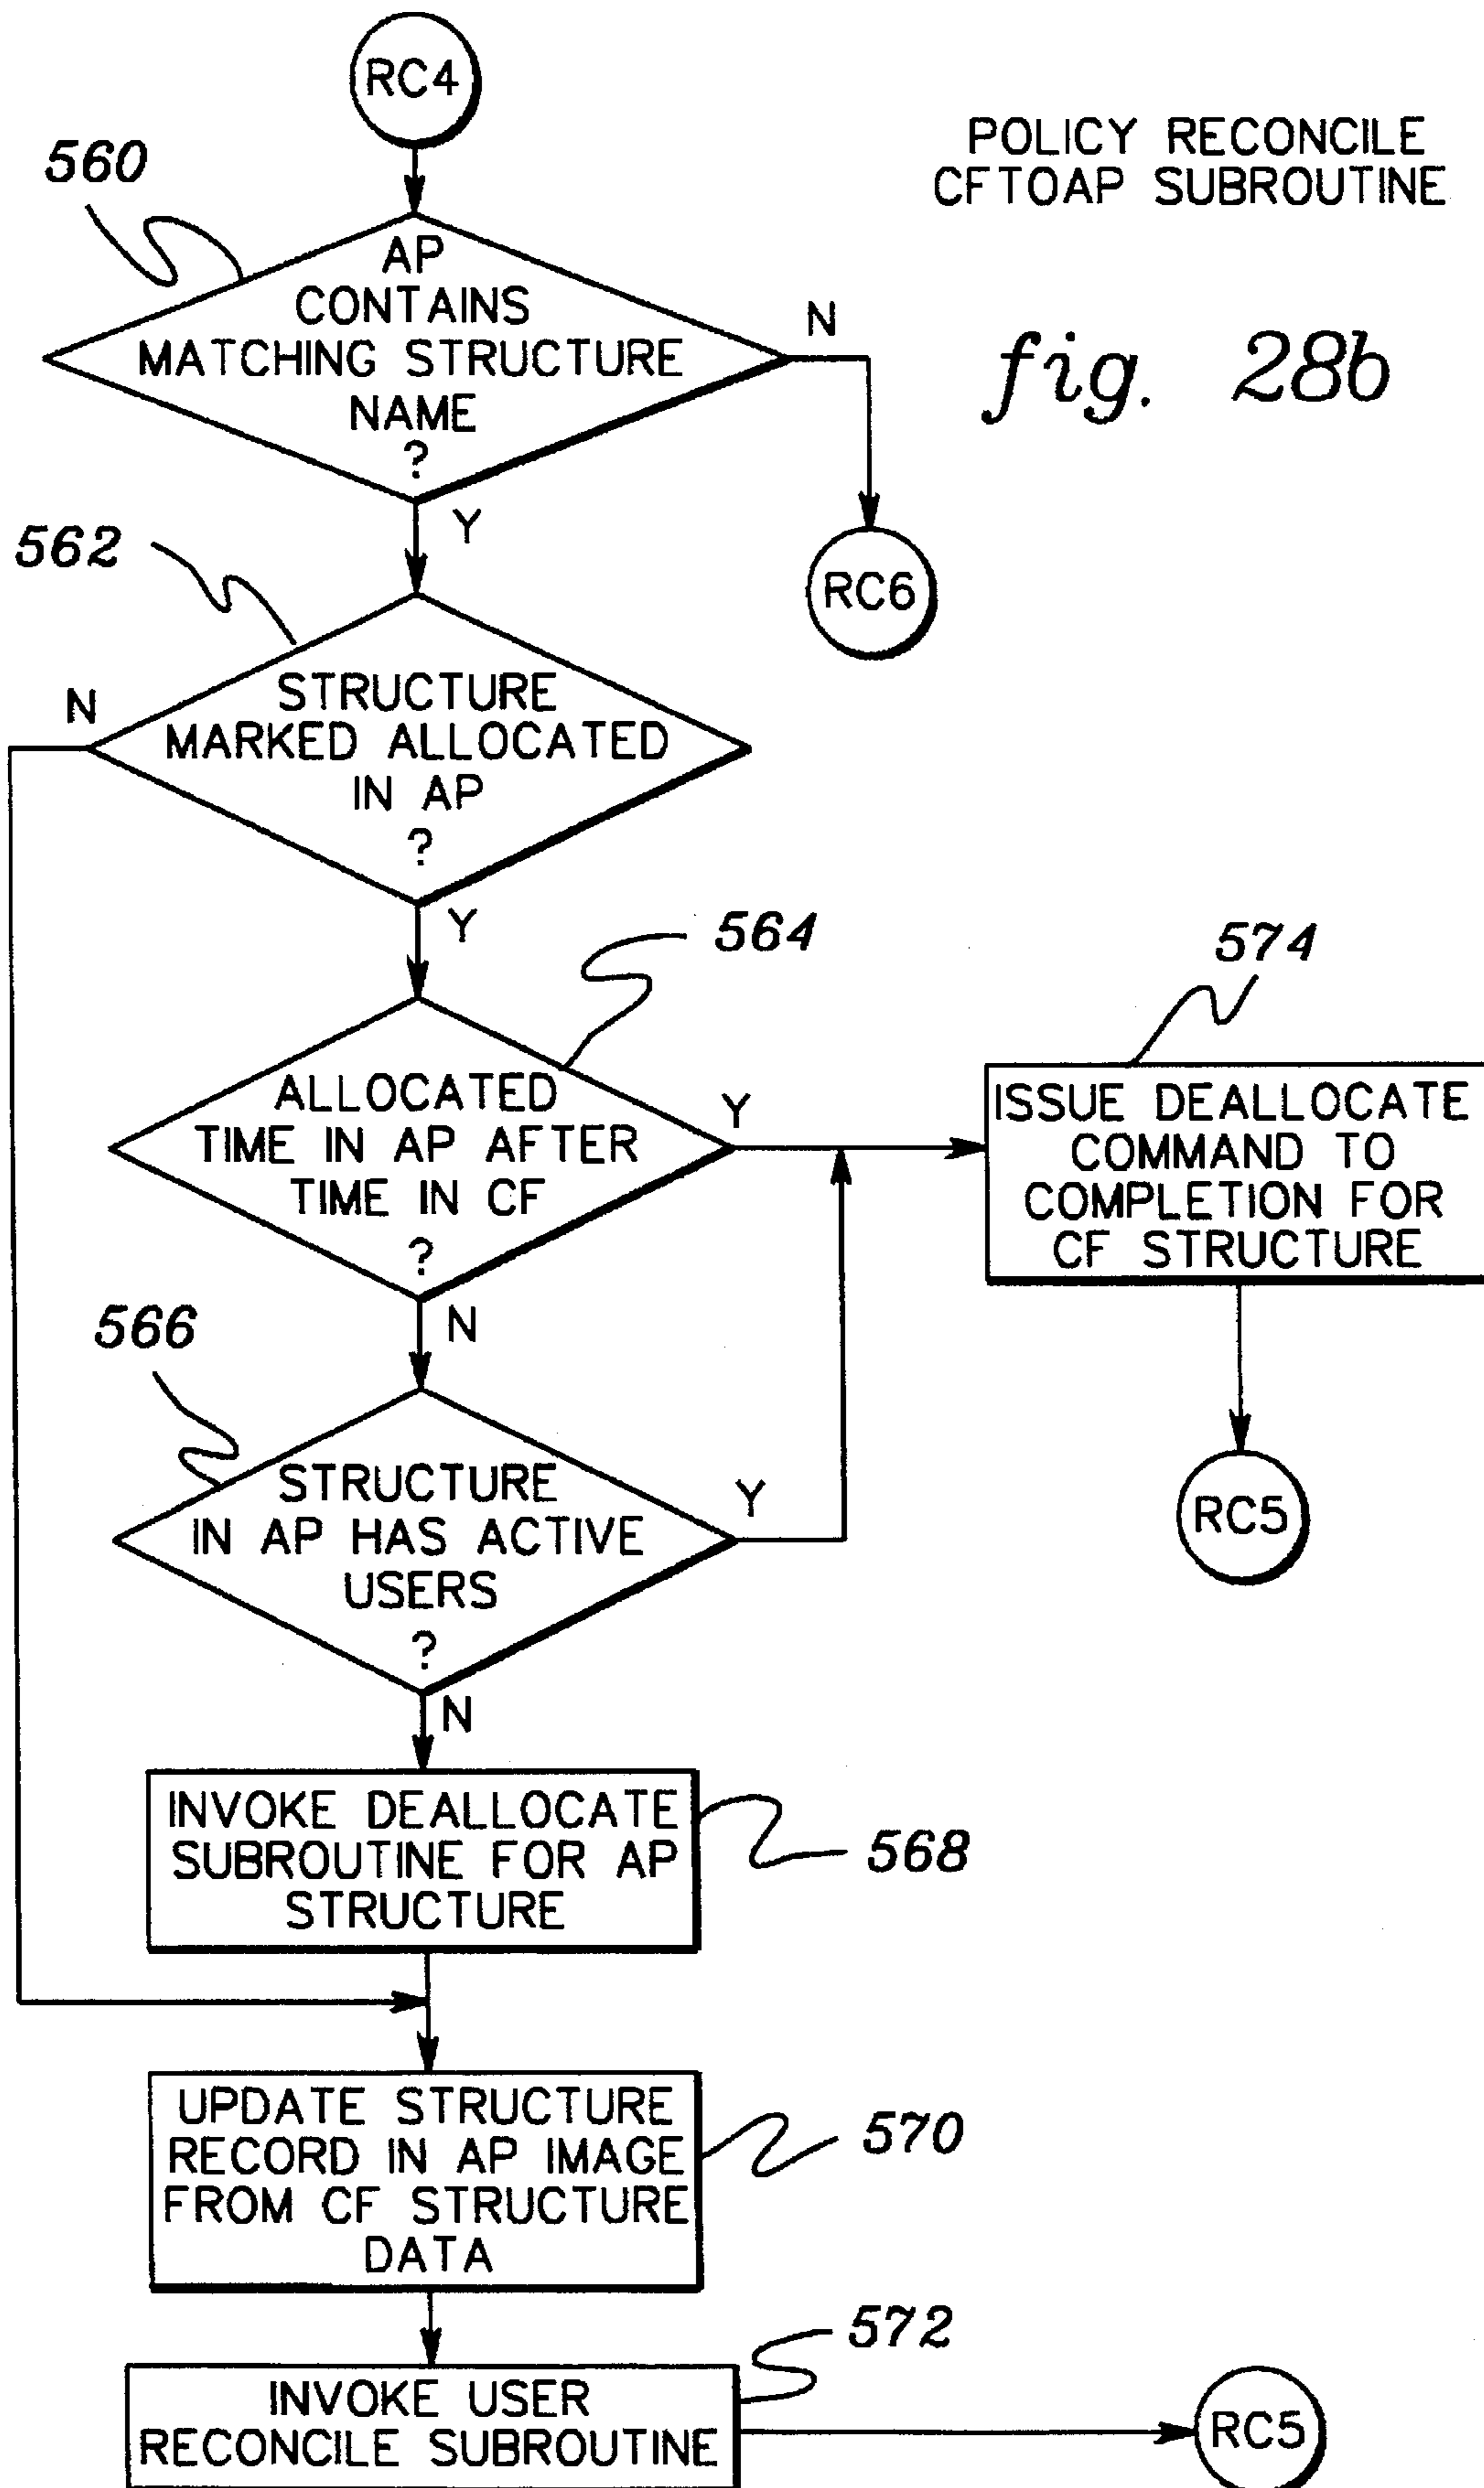 RC4
POLICY RECONCILE
CFTOAP SUBROUTINE
fig. 28b
560
AP
CONTAINS
MATCHING STRUCTURE
NAME
?
N
Y
RC6
562
STRUCTURE
MARKED ALLOCATED
IN AP
?
N
Y
564
ALLOCATED
TIME IN AP AFTER
TIME IN CF
?
Y
N
574
ISSUE DEALLOCATE
COMMAND TO
COMPLETION FOR
CF STRUCTURE
RC5
566
STRUCTURE
IN AP HAS ACTIVE
USERS
?
Y
N
INVOKE DEALLOCATE
SUBROUTINE FOR AP
STRUCTURE
568
UPDATE STRUCTURE
RECORD IN AP IMAGE
FROM CF STRUCTURE
DATA
570
INVOKE USER
RECONCILE SUBROUTINE
572
RC5